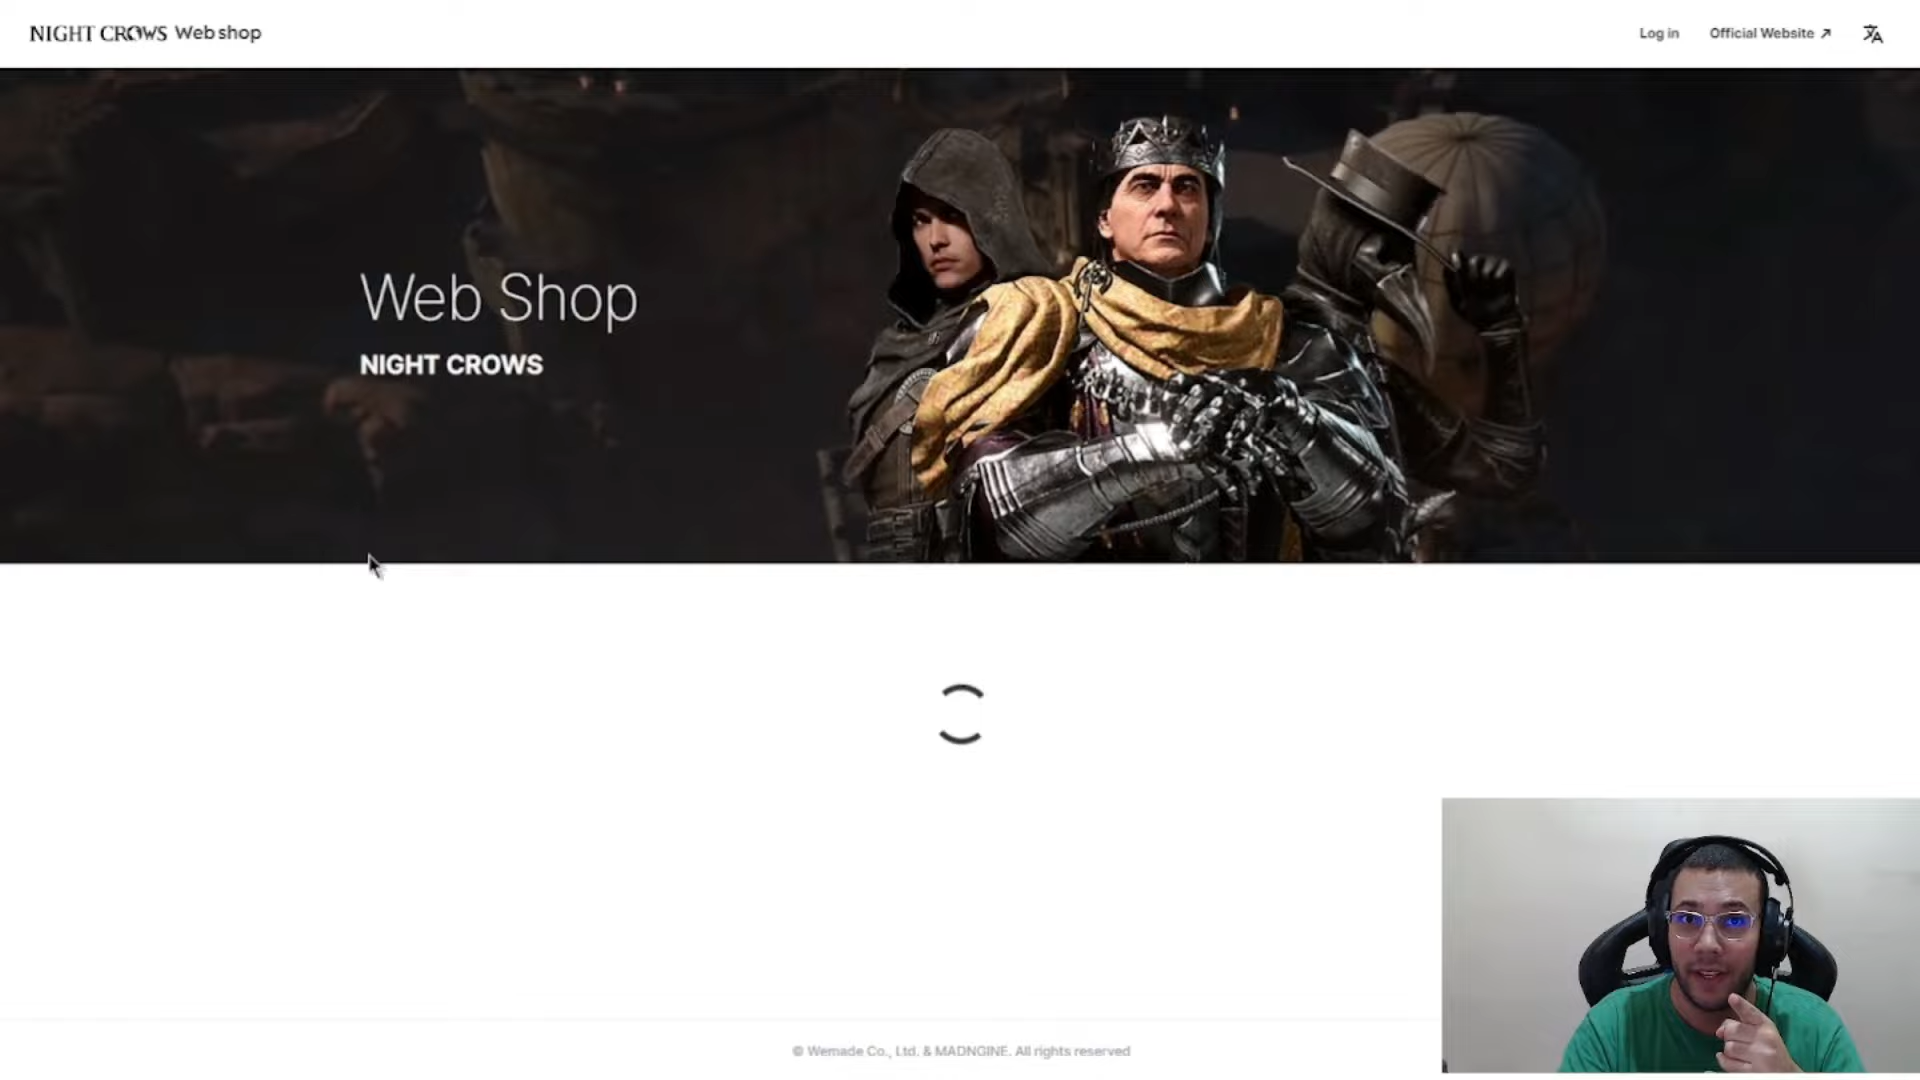 NIGHT CROWS Web shop
Log in
Official Website
Web Shop
NIGHT CROWS
© Wemade Co., Ltd. & MADNGINE. All rights reserved